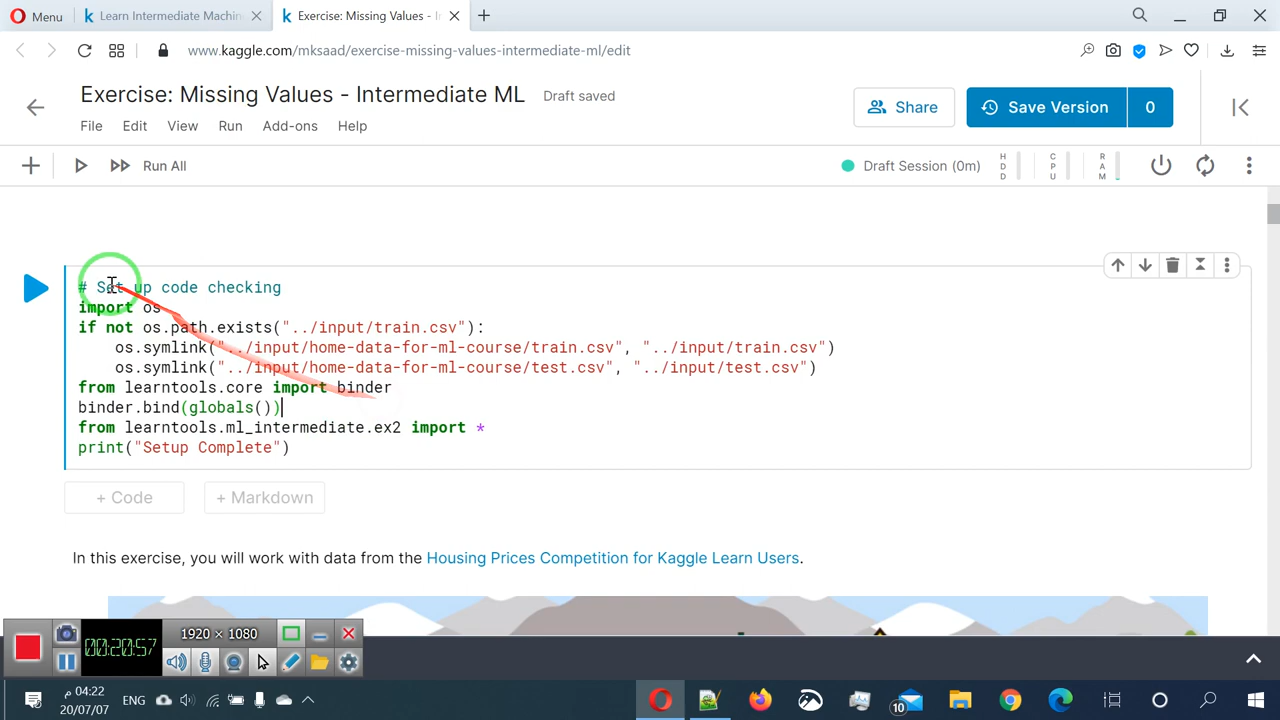 Menu
Learn Intermediate Machin
Exercise: Missing Values - I
www.kaggle.com/mksaad/exercise-missing-values-intermediate-ml/edit
Exercise: Missing Values - Intermediate ML
Draft saved
Share
Save Version
0
File
Edit
View
Run
Add-ons
Help
Run All
Draft Session (0m)
HDD
CPU
RAM
# Set up code checking
import os
if not os.path.exists("../input/train.csv"):
os.symlink("../input/home-data-for-ml-course/train.csv", "../input/train.csv")
os.symlink("../input/home-data-for-ml-course/test.csv", "../input/test.csv")
from learntools.core import binder
binder.bind(globals())
from learntools.ml_intermediate.ex2 import *
print("Setup Complete")
+ Code
+ Markdown
In this exercise, you will work with data from the Housing Prices Competition for Kaggle Learn Users.
1920 × 1080
00:20:57
04:22 م
20/07/07
ENG
10